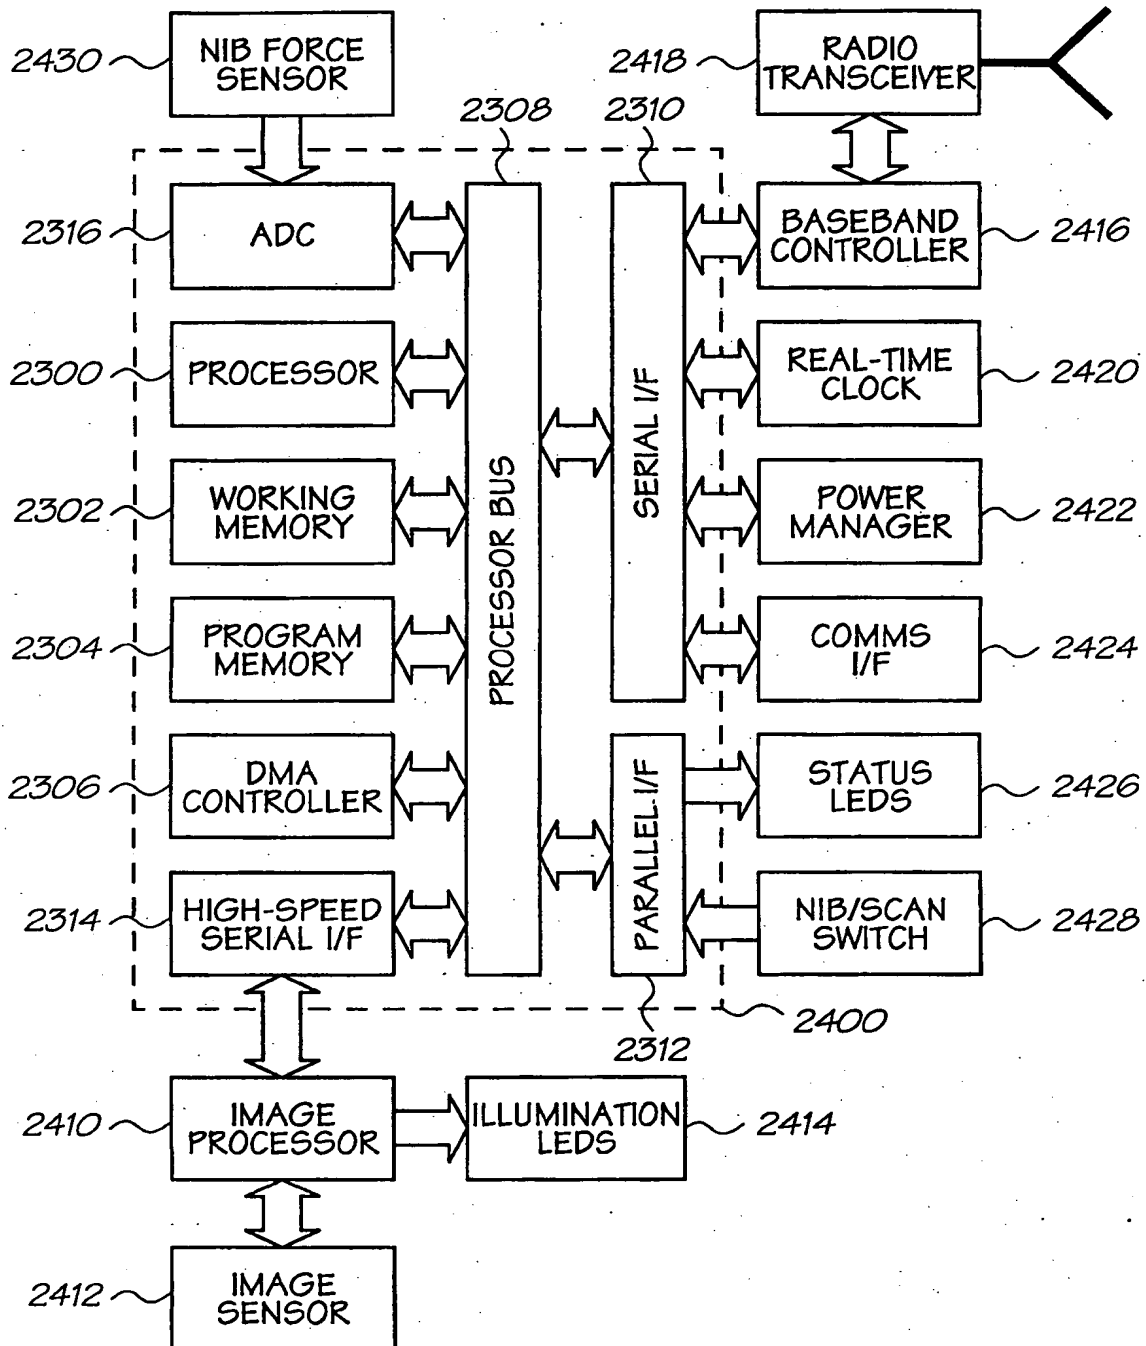 2430
NIB FORCE
SENSOR
2418
RADIO
TRANSCEIVER
2308
2310
2316
ADC
BASEBAND
CONTROLLER
2416
2300
PROCESSOR
REAL-TIME
CLOCK
2420
2302
WORKING
MEMORY
PROCESSOR BUS
SERIAL I/F
POWER
MANAGER
2422
2304
PROGRAM
MEMORY
COMMS
I/F
2424
2306
DMA
CONTROLLER
PARALLEL I/F
STATUS
LEDS
2426
2314
HIGH-SPEED
SERIAL I/F
NIB/SCAN
SWITCH
2428
2400
2312
2410
IMAGE
PROCESSOR
ILLUMINATION
LEDS
2414
2412
IMAGE
SENSOR